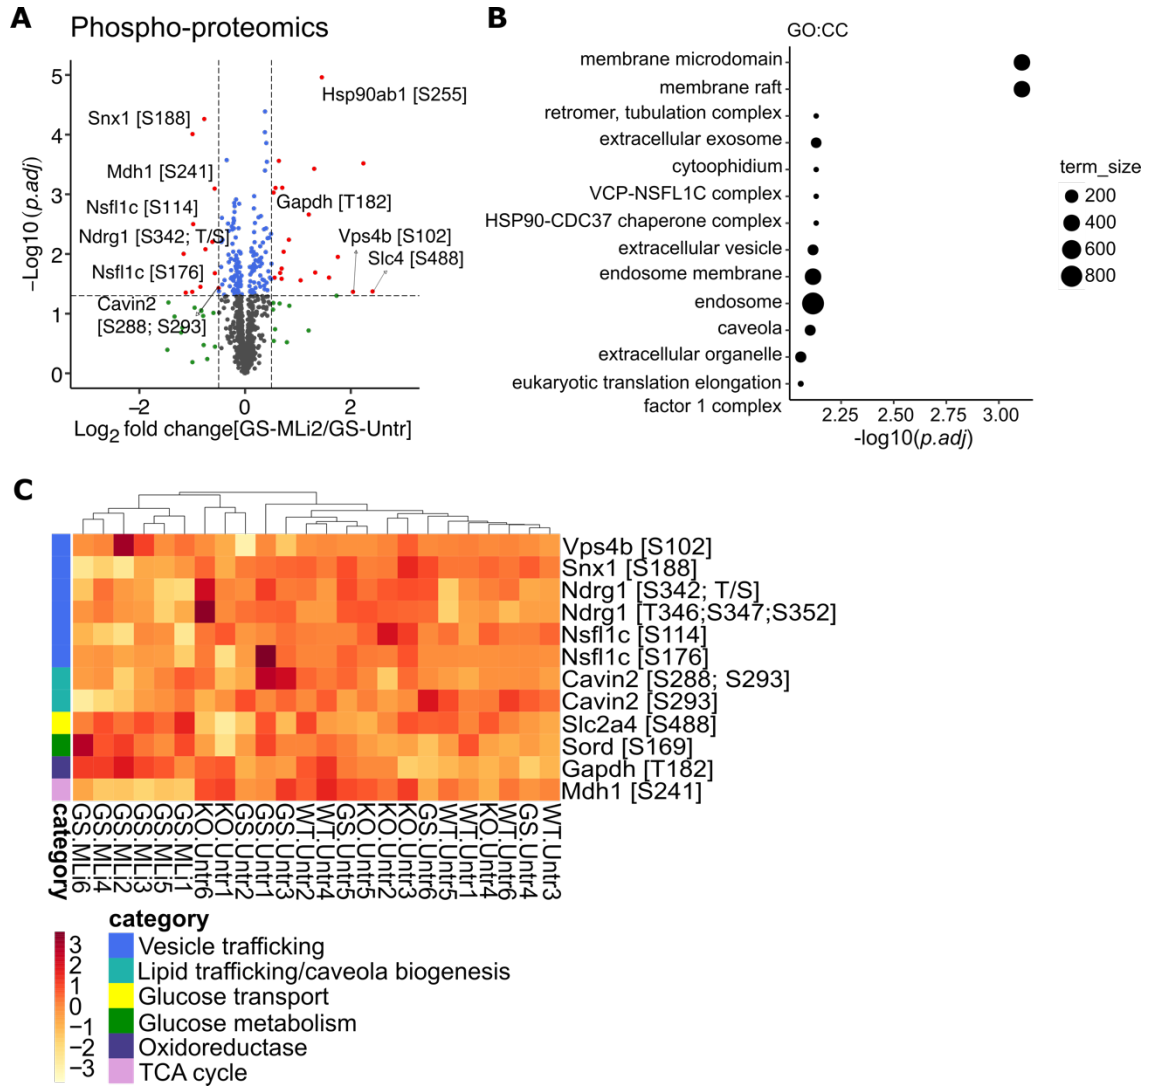 A
Phospho-proteomics
−Log10 (p.adj)
5
4
3
2
1
0
Hsp90ab1 [S255]
Snx1 [S188]
Mdh1 [S241]
Gapdh [T182]
Nsfl1c [S114]
Ndrg1 [S342; T/S]
Vps4b [S102]
Slc4 [S488]
Nsfl1c [S176]
Cavin2
[S288; S293]
−2 0 2
Log2 fold change[GS-MLi2/GS-Untr]
B
GO:CC
membrane microdomain
membrane raft
retromer, tubulation complex
extracellular exosome
cytoophidium
VCP-NSFL1C complex
HSP90-CDC37 chaperone complex
extracellular vesicle
endosome membrane
endosome
caveola
extracellular organelle
eukaryotic translation elongation
factor 1 complex
2.25 2.50 2.75 3.00
-log10(p.adj)
term_size
200
400
600
800
C
Vps4b [S102]
Snx1 [S188]
Ndrg1 [S342; T/S]
Ndrg1 [T346;S347;S352]
Nsfl1c [S114]
Nsfl1c [S176]
Cavin2 [S288; S293]
Cavin2 [S293]
Slc2a4 [S488]
Sord [S169]
Gapdh [T182]
Mdh1 [S241]
category
GS.MLi6
GS.MLi4
GS.MLi2
GS.MLi3
GS.MLi5
GS.MLi1
KO.Untr6
KO.Untr1
GS.Untr2
GS.Untr1
GS.Untr3
WT.Untr2
WT.Untr4
GS.Untr5
KO.Untr5
KO.Untr2
KO.Untr3
GS.Untr6
WT.Untr5
WT.Untr1
KO.Untr4
WT.Untr6
GS.Untr4
WT.Untr3
3
2
1
0
−1
−2
−3
category
Vesicle trafficking
Lipid trafficking/caveola biogenesis
Glucose transport
Glucose metabolism
Oxidoreductase
TCA cycle